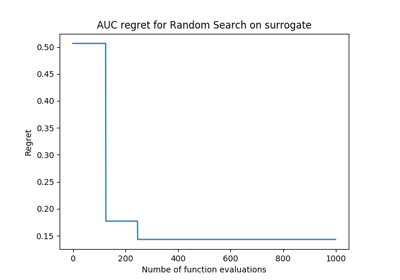 AUC regret for Random Search on surrogate
0.50
0.45
0.40
0.35
0.30
0.25
0.20
0.15
Regret
0 200 400 600 800 1000
Numbe of function evaluations